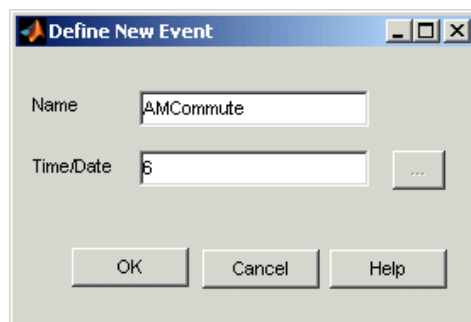 Define New Event
Name AMCommute
Time/Date 6 ...
OK Cancel Help